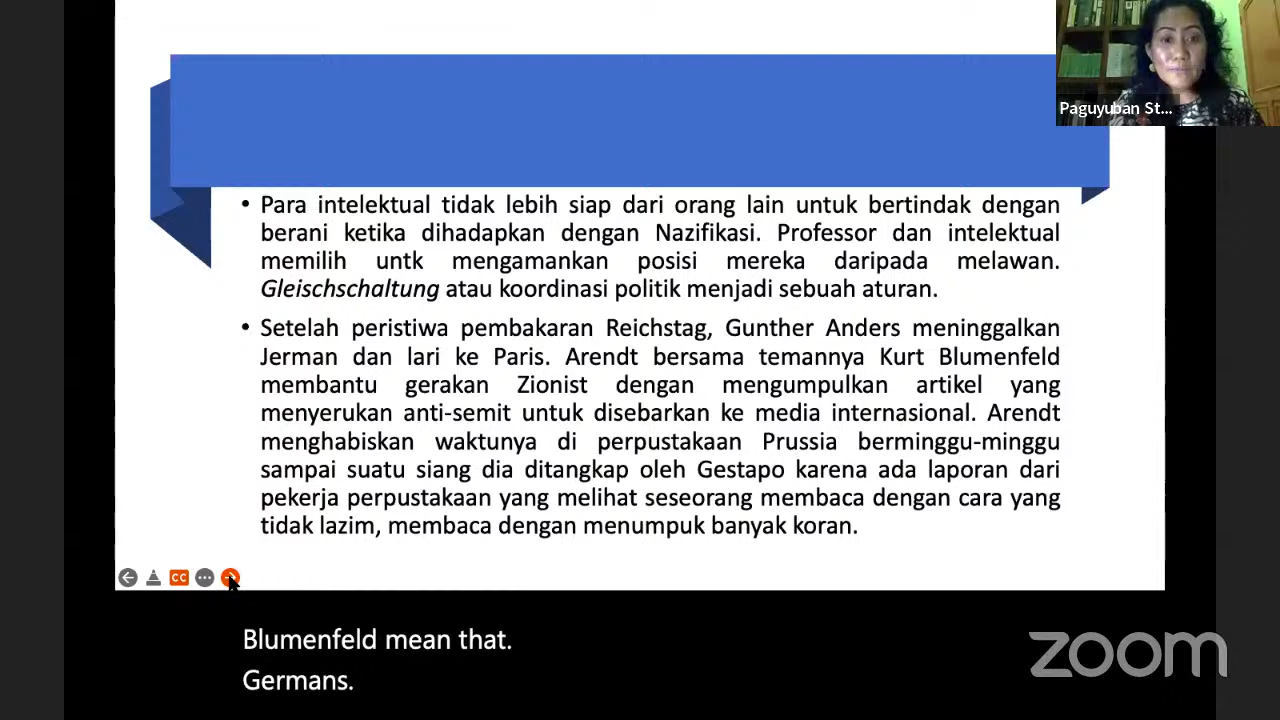 Paguyuban St...
• Para intelektual tidak lebih siap dari orang lain untuk bertindak dengan
berani ketika dihadapkan dengan Nazifikasi. Professor dan intelektual
memilih untk mengamankan posisi mereka daripada melawan.
Gleischschaltung atau koordinasi politik menjadi sebuah aturan.
• Setelah peristiwa pembakaran Reichstag, Gunther Anders meninggalkan
Jerman dan lari ke Paris. Arendt bersama temannya Kurt Blumenfeld
membantu gerakan Zionist dengan mengumpulkan artikel yang
menyerukan anti-semit untuk disebarkan ke media internasional. Arendt
menghabiskan waktunya di perpustakaan Prussia berminggu-minggu
sampai suatu siang dia ditangkap oleh Gestapo karena ada laporan dari
pekerja perpustakaan yang melihat seseorang membaca dengan cara yang
tidak lazim, membaca dengan menumpuk banyak koran.
CC
Blumenfeld mean that.
Germans.
zoom